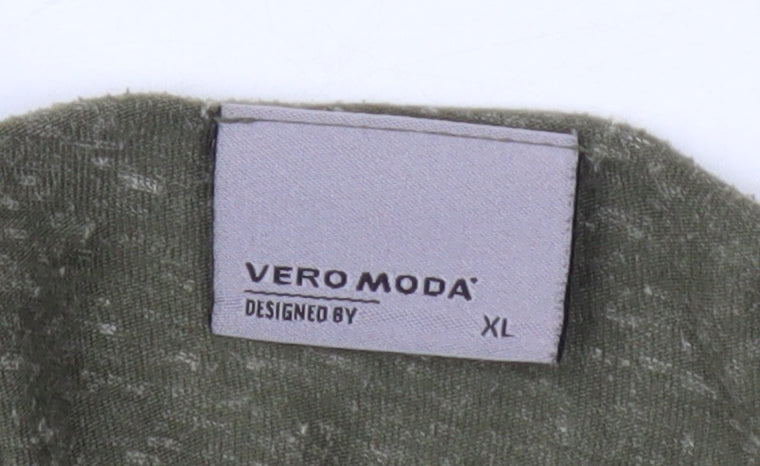 VERO MODA
DESIGNED BY
XL